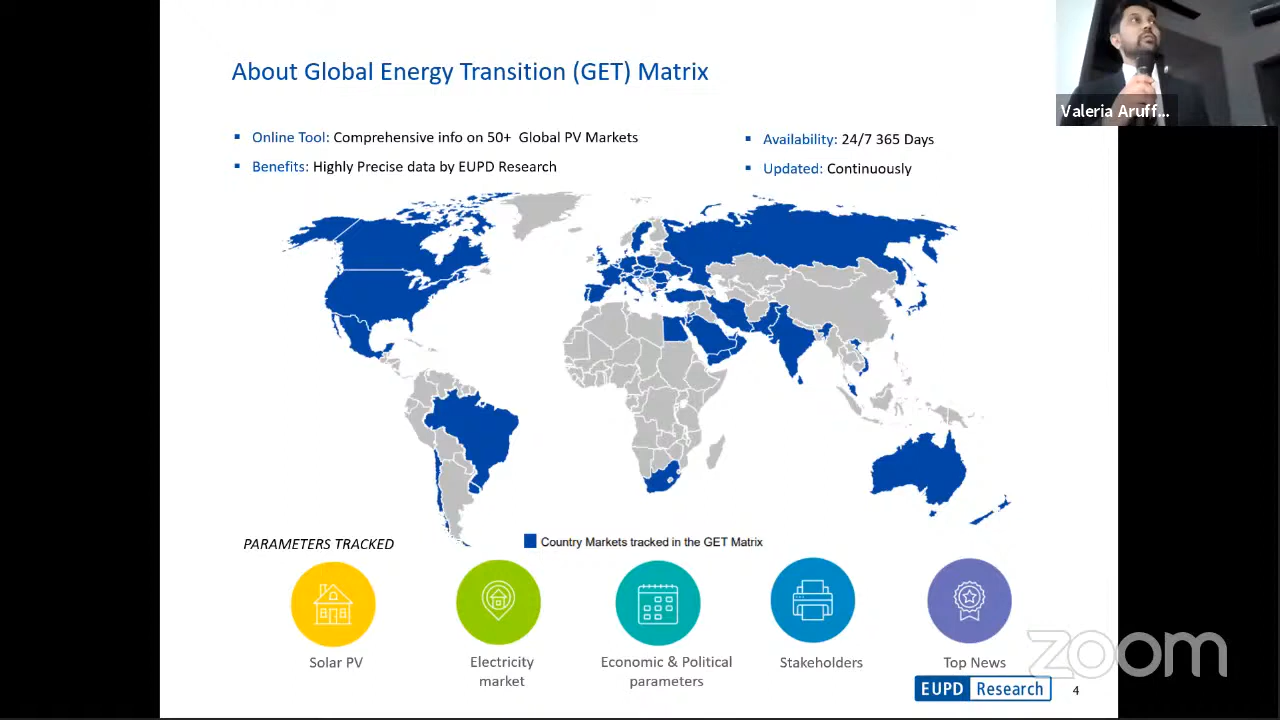 About Global Energy Transition (GET) Matrix
Valeria Aruff...
Online Tool: Comprehensive info on 50+ Global PV Markets
Benefits: Highly Precise data by EUPD Research
Availability: 24/7 365 Days
Updated: Continuously
PARAMETERS TRACKED
Country Markets tracked in the GET Matrix
Solar PV
Electricity
market
Economic & Political
parameters
Stakeholders
Top News
zoom
EUPD Research
4